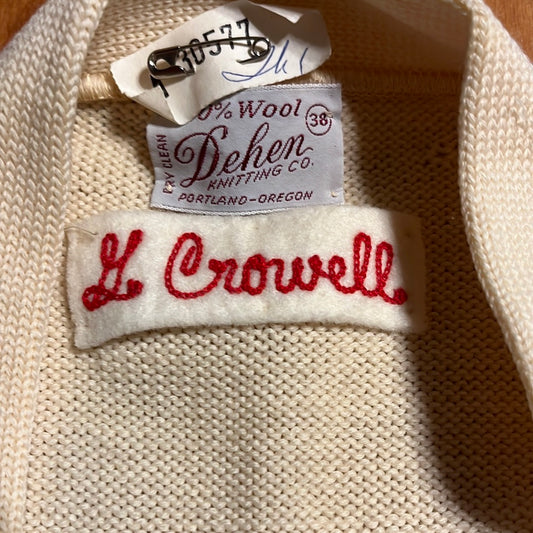 30577
0% Wool
38
DRY CLEAN
Dehen
KNITTING CO.
PORTLAND-OREGON
G Crowell